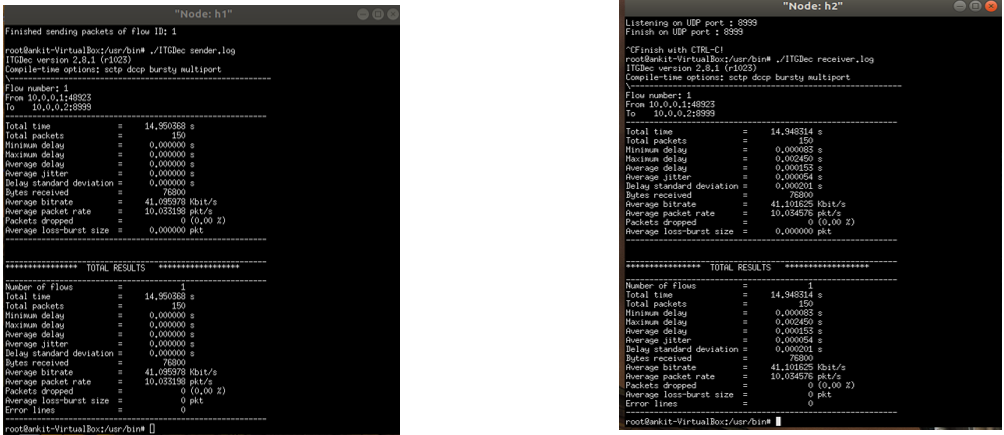 "Node: h1"
Finished sending packets of flow ID: 1
root@ankit-VirtualBox:/usr/bin# ./ITGDec sender.log
ITGDec version 2.8.1 (r1023)
Compile-time options: sctp dccp bursty multiport
\----------------------------------------------------------
Flow number: 1
From 10.0.0.1:48923
To    10.0.0.2:8999
----------------------------------------------------------
Total time               =     14.950368 s
Total packets            =           150
Minimum delay            =      0.000000 s
Maximum delay            =      0.000000 s
Average delay            =      0.000000 s
Average jitter           =      0.000000 s
Delay standard deviation =      0.000000 s
Bytes received           =         76800
Average bitrate          =     41.095978 Kbit/s
Average packet rate      =     10.033198 pkt/s
Packets dropped          =             0 (0.00 %)
Average loss-burst size  =      0.000000 pkt
----------------------------------------------------------
__________________________________________________________
****************  TOTAL RESULTS   ******************
__________________________________________________________
Number of flows          =             1
Total time               =     14.950368 s
Total packets            =           150
Minimum delay            =      0.000000 s
Maximum delay            =      0.000000 s
Average delay            =      0.000000 s
Average jitter           =      0.000000 s
Delay standard deviation =      0.000000 s
Bytes received           =         76800
Average bitrate          =     41.095978 Kbit/s
Average packet rate      =     10.033198 pkt/s
Packets dropped          =             0 (0.00 %)
Average loss-burst size  =             0 pkt
Error lines              =             0
----------------------------------------------------------
root@ankit-VirtualBox:/usr/bin#
"Node: h2"
Listening on UDP port : 8999
Finish on UDP port : 8999
^CFinish with CTRL-C!
root@ankit-VirtualBox:/usr/bin# ./ITGDec receiver.log
ITGDec version 2.8.1 (r1023)
Compile-time options: sctp dccp bursty multiport
\----------------------------------------------------------
Flow number: 1
From 10.0.0.1:48923
To    10.0.0.2:8999
----------------------------------------------------------
Total time               =     14.948314 s
Total packets            =           150
Minimum delay            =      0.000083 s
Maximum delay            =      0.002450 s
Average delay            =      0.000153 s
Average jitter           =      0.000054 s
Delay standard deviation =      0.000201 s
Bytes received           =         76800
Average bitrate          =     41.101625 Kbit/s
Average packet rate      =     10.034576 pkt/s
Packets dropped          =             0 (0.00 %)
Average loss-burst size  =      0.000000 pkt
----------------------------------------------------------
__________________________________________________________
****************  TOTAL RESULTS   ******************
__________________________________________________________
Number of flows          =             1
Total time               =     14.948314 s
Total packets            =           150
Minimum delay            =      0.000083 s
Maximum delay            =      0.002450 s
Average delay            =      0.000153 s
Average jitter           =      0.000054 s
Delay standard deviation =      0.000201 s
Bytes received           =         76800
Average bitrate          =     41.101625 Kbit/s
Average packet rate      =     10.034576 pkt/s
Packets dropped          =             0 (0.00 %)
Average loss-burst size  =             0 pkt
Error lines              =             0
----------------------------------------------------------
root@ankit-VirtualBox:/usr/bin#